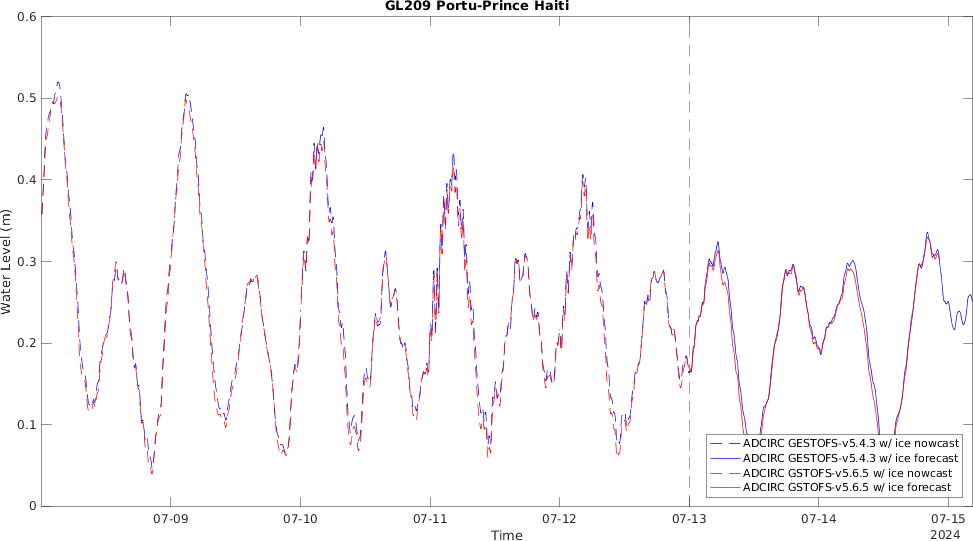 GL209 Portu-Prince Haiti
0.6
0.5
0.4
0.3
0.2
0.1
0
Water Level (m)
ADCIRC GESTOFS-v5.4.3 w/ ice nowcast
ADCIRC GESTOFS-v5.4.3 w/ ice forecast
ADCIRC GSTOFS-v5.6.5 w/ ice nowcast
ADCIRC GSTOFS-v5.6.5 w/ ice forecast
07-09 07-10 07-11 07-12 07-13 07-14 07-15
Time 2024